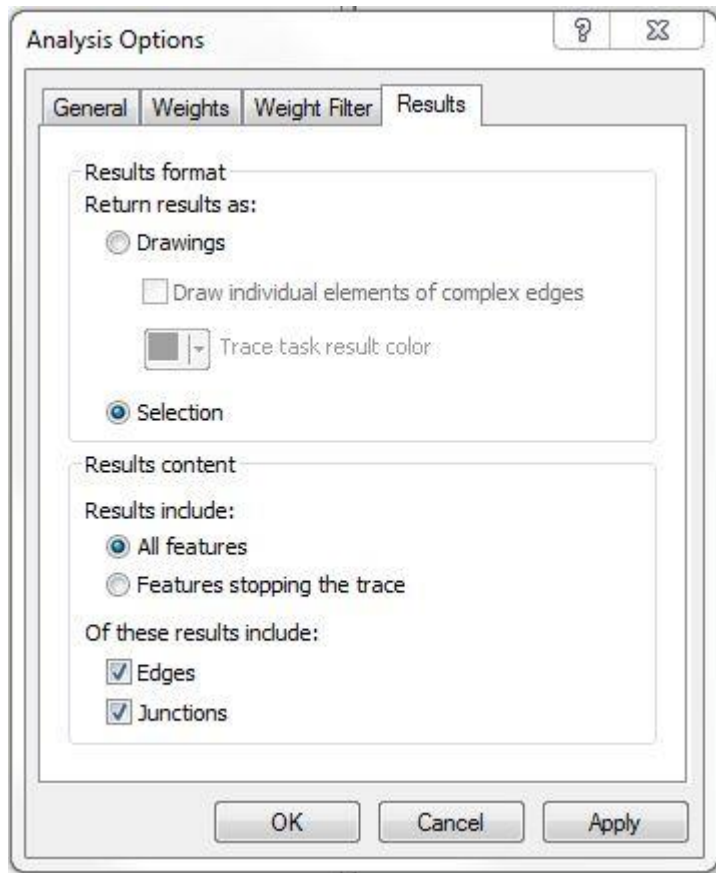 Analysis Options
?
General Weights Weight Filter Results
Results format
Return results as:
Drawings
Draw individual elements of complex edges
Trace task result color
Selection
Results content
Results include:
All features
Features stopping the trace
Of these results include:
Edges
Junctions
OK Cancel Apply